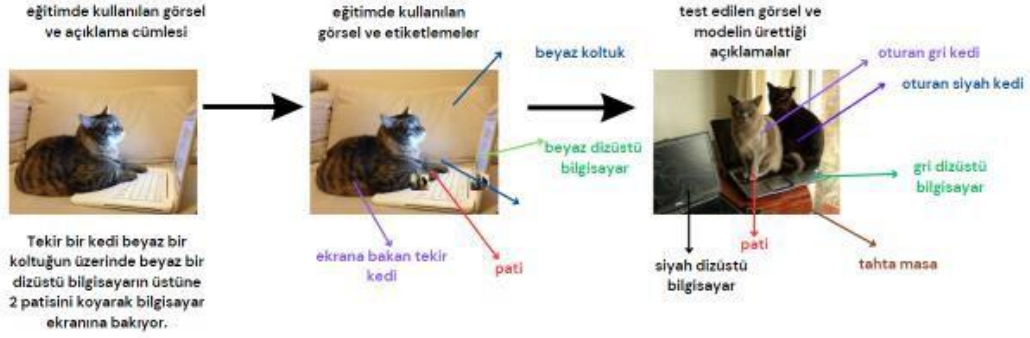 eğitimde kullanılan görsel
ve açıklama cümlesi
Tekir bir kedi beyaz bir
koltuğun üzerinde beyaz bir
dizüstü bilgisayarın üstüne
2 patisini koyarak bilgisayar
ekranına bakıyor.
eğitimde kullanılan
görsel ve etiketlemeler
beyaz koltuk
beyaz dizüstü
bilgisayar
ekrana bakan tekir
kedi
pati
test edilen görsel ve
modelin ürettiği
açıklamalar
oturan gri kedi
oturan siyah kedi
gri dizüstü
bilgisayar
pati
siyah dizüstü
bilgisayar
tahta masa